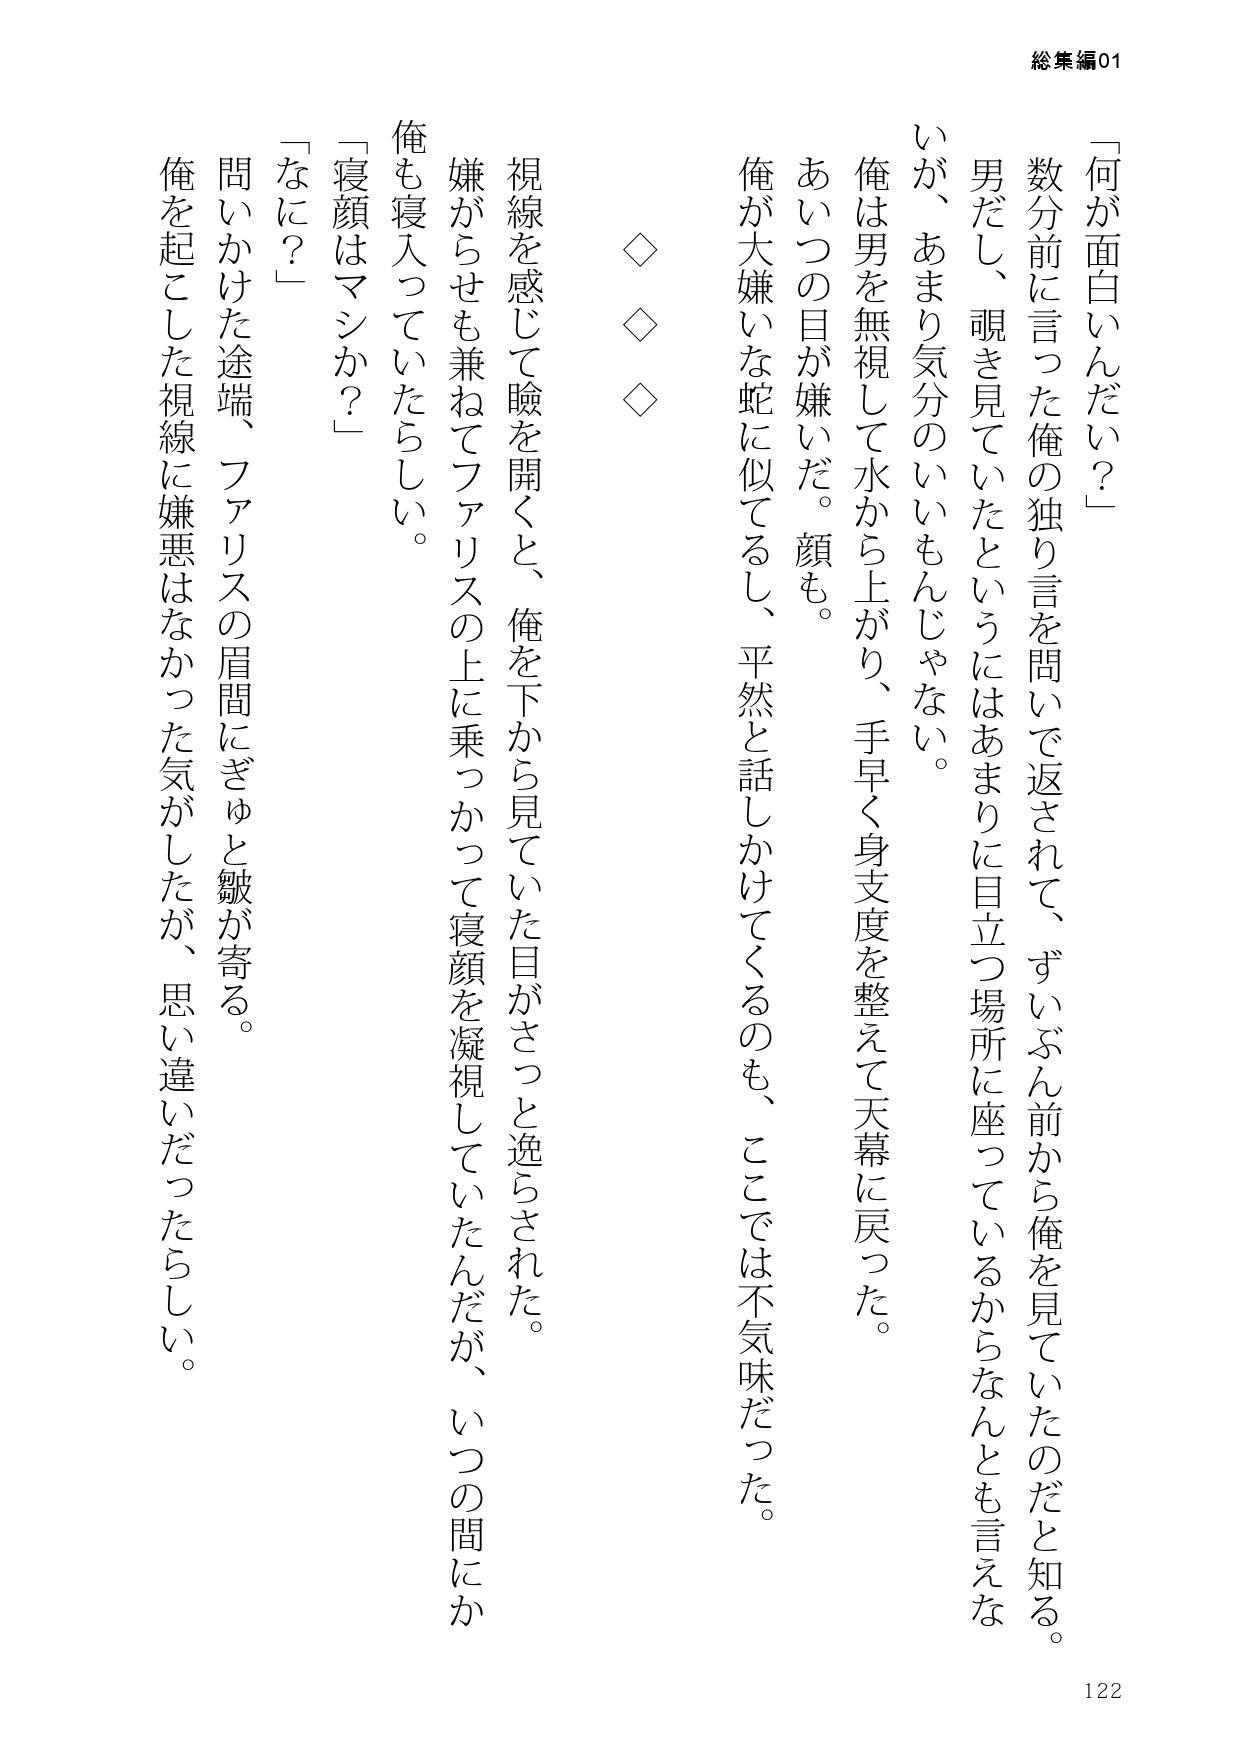 総集編01
「何が面白いんだい？」
数分前に言った俺の独り言を問いで返されて、ずいぶん前から俺を見ていたのだと知る。
男だし、覗き見ていたというにはあまりに目立つ場所に座っているからなんとも言えな
いが、あまり気分のいいもんじゃない。
俺は男を無視して水から上がり、手早く身支度を整えて天幕に戻った。
あいつの目が嫌いだ。顔も。
俺が大嫌いな蛇に似てるし、平然と話しかけてくるのも、ここでは不気味だった。
◇　◇　◇
視線を感じて瞼を開くと、俺を下から見ていた目がさっと逸らされた。
嫌がらせも兼ねてファリスの上に乗っかって寝顔を凝視していたんだが、いつの間にか
俺も寝入っていたらしい。
「寝顔はマシか？」
「なに？」
問いかけた途端、ファリスの眉間にぎゅと皺が寄る。
俺を起こした視線に嫌悪はなかった気がしたが、思い違いだったらしい。
122